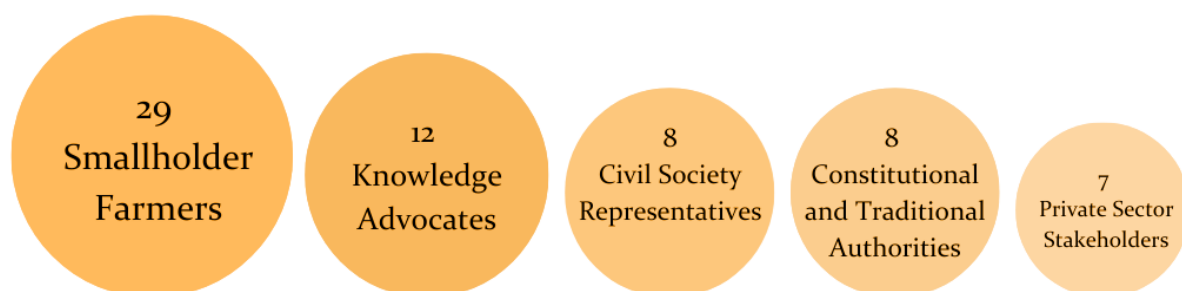 29
Smallholder
Farmers
12
Knowledge
Advocates
8
Civil Society
Representatives
8
Constitutional
and Traditional
Authorities
7
Private Sector
Stakeholders